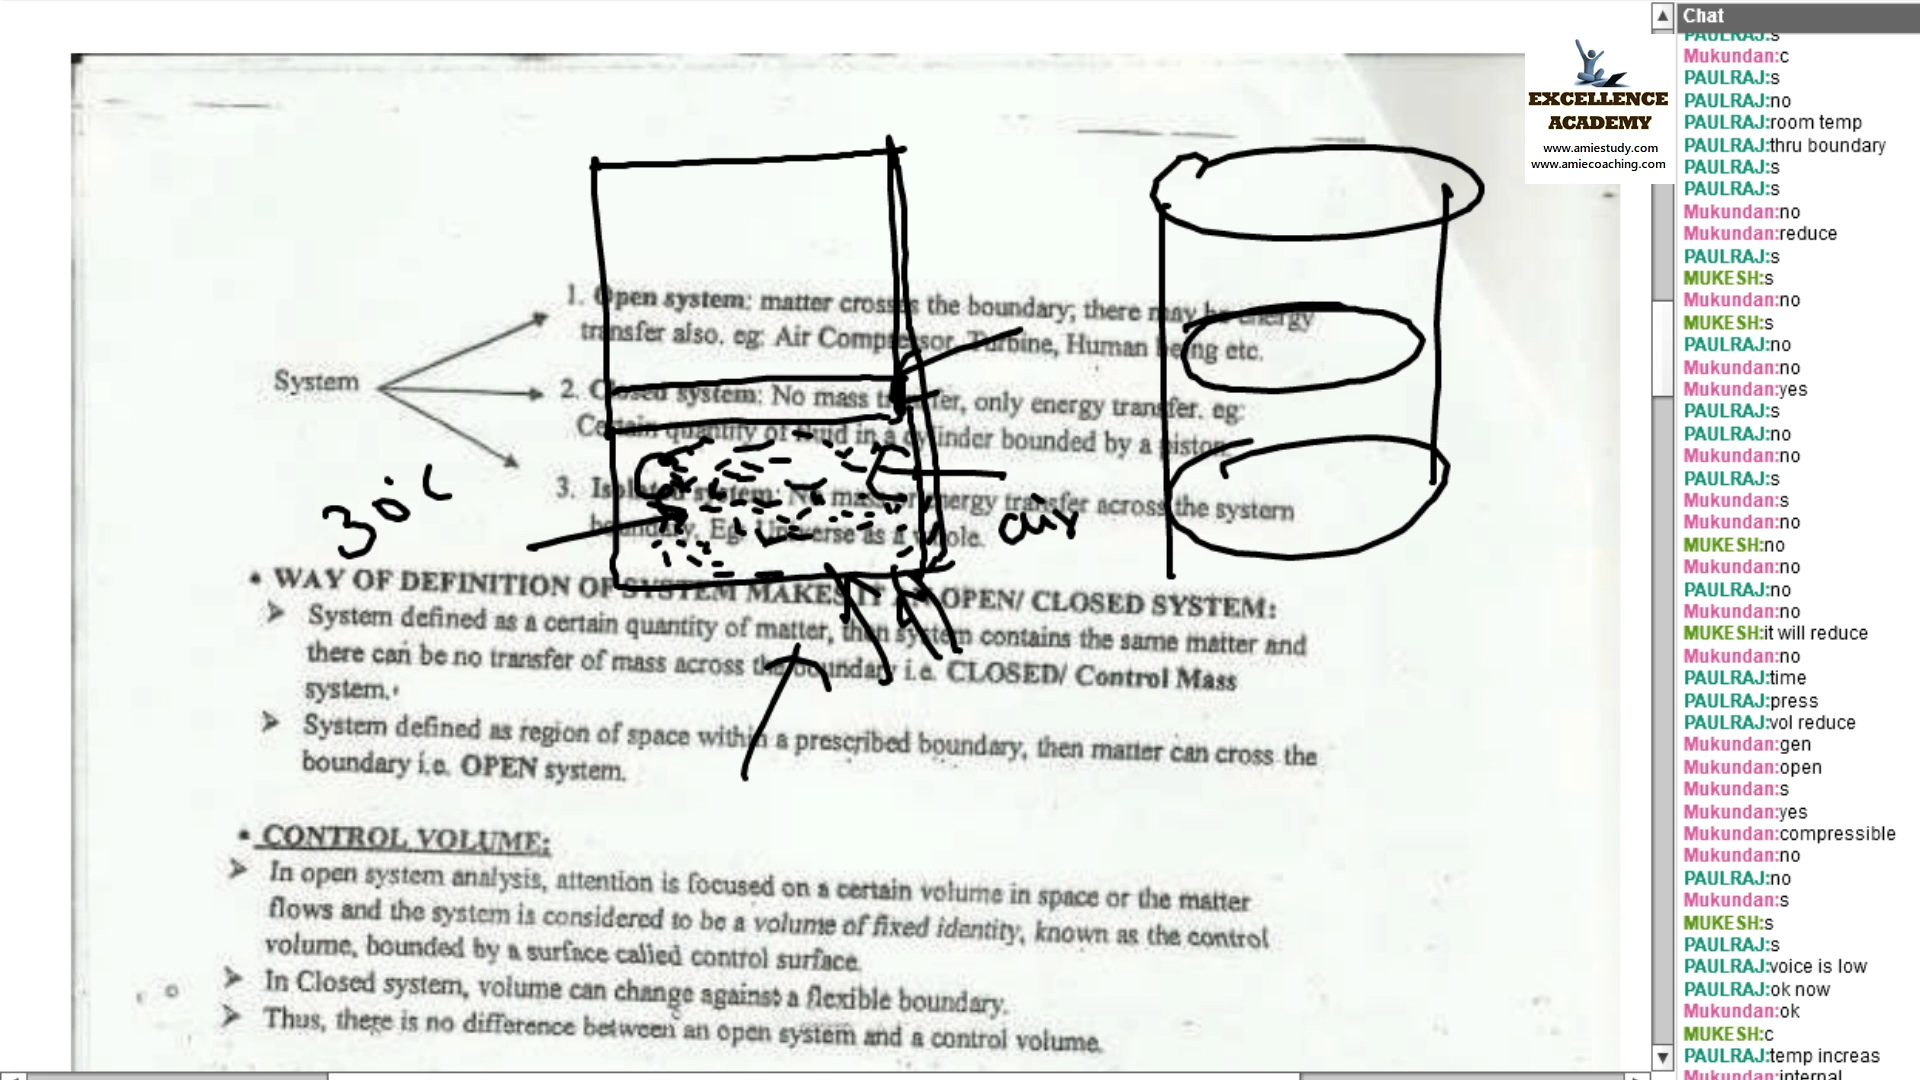 Chat
PAULRAJ:s
Mukundan:c
PAULRAJ:s
PAULRAJ:no
PAULRAJ:room temp
PAULRAJ:thru boundary
PAULRAJ:s
PAULRAJ:s
Mukundan:no
Mukundan:reduce
PAULRAJ:s
MUKESH:s
Mukundan:no
MUKESH:s
PAULRAJ:no
Mukundan:no
Mukundan:yes
PAULRAJ:s
PAULRAJ:no
Mukundan:no
PAULRAJ:s
Mukundan:s
Mukundan:no
MUKESH:no
Mukundan:no
PAULRAJ:no
Mukundan:no
MUKESH:it will reduce
Mukundan:no
PAULRAJ:time
PAULRAJ:press
PAULRAJ:vol reduce
Mukundan:gen
Mukundan:open
Mukundan:s
Mukundan:yes
Mukundan:compressible
Mukundan:no
PAULRAJ:no
Mukundan:s
MUKESH:s
PAULRAJ:s
PAULRAJ:voice is low
PAULRAJ:ok now
Mukundan:ok
MUKESH:c
PAULRAJ:temp increas
Mukundan:internal
EXCELLENCE
ACADEMY
www.amiestudy.com
www.amiecoaching.com
System
1. Open system: matter crosses the boundary; there may be energy
transfer also. eg: Air Compressor, Turbine, Human being etc.
2. Closed system: No mass transfer, only energy transfer. eg:
Certain quantity of fluid in a cylinder bounded by a piston.
3. Isolated system: No mass or energy transfer across the system
boundary. Eg: Universe as a whole.
30°C
air
• WAY OF DEFINITION OF SYSTEM MAKES IT AN OPEN/ CLOSED SYSTEM:
➢ System defined as a certain quantity of matter, then system contains the same matter and
there can be no transfer of mass across the boundary i.e. CLOSED/ Control Mass
system.
➢ System defined as region of space within a prescribed boundary, then matter can cross the
boundary i.e. OPEN system.
• CONTROL VOLUME:
➢ In open system analysis, attention is focused on a certain volume in space or the matter
flows and the system is considered to be a volume of fixed identity, known as the control
volume, bounded by a surface called control surface.
➢ In Closed system, volume can change against a flexible boundary.
➢ Thus, there is no difference between an open system and a control volume.